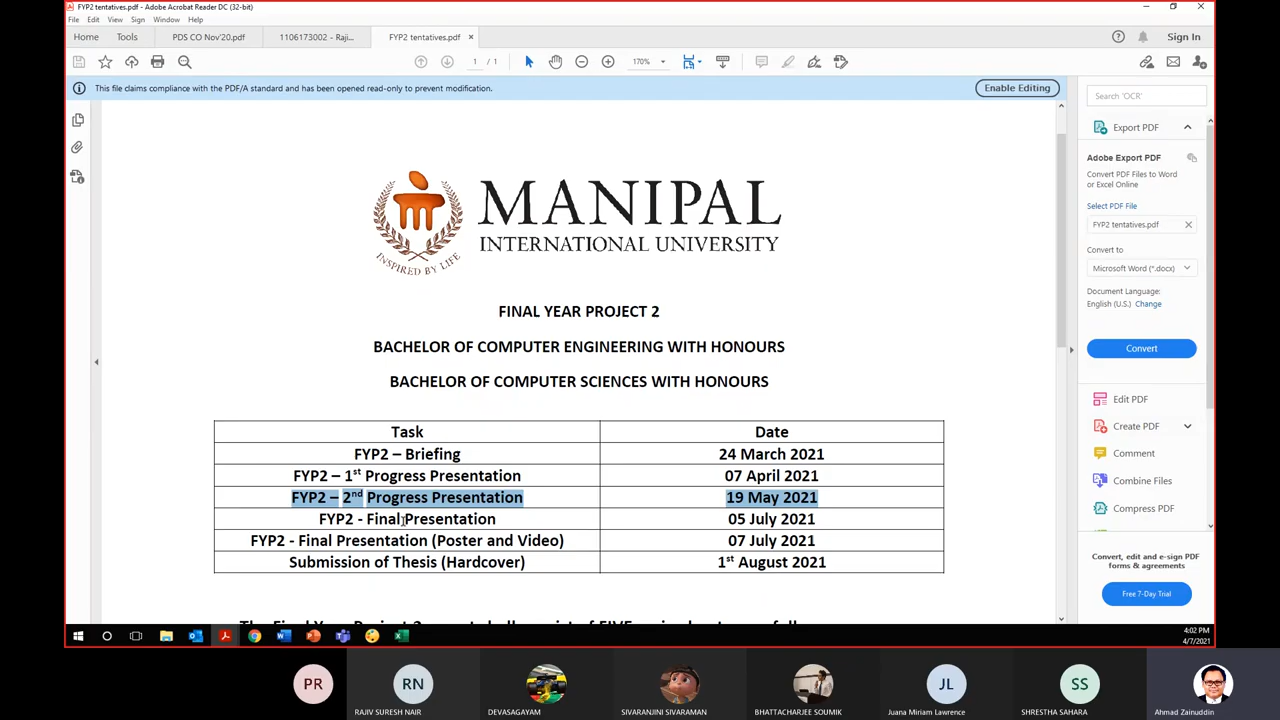 FYP2 tentatives.pdf - Adobe Acrobat Reader DC (32-bit)
File Edit View Sign Window Help
Home Tools PDS CO Nov'20.pdf 1106173002 - Raji... FYP2 tentatives.pdf × Sign In
1 / 1 170%
This file claims compliance with the PDF/A standard and has been opened read-only to prevent modification. Enable Editing
MANIPAL
INTERNATIONAL UNIVERSITY
INSPIRED BY LIFE
FINAL YEAR PROJECT 2
BACHELOR OF COMPUTER ENGINEERING WITH HONOURS
BACHELOR OF COMPUTER SCIENCES WITH HONOURS
Task Date
FYP2 – Briefing 24 March 2021
FYP2 – 1st Progress Presentation 07 April 2021
FYP2 – 2nd Progress Presentation 19 May 2021
FYP2 - Final Presentation 05 July 2021
FYP2 - Final Presentation (Poster and Video) 07 July 2021
Submission of Thesis (Hardcover) 1st August 2021
Search 'OCR'
Export PDF
Adobe Export PDF
Convert PDF Files to Word
or Excel Online
Select PDF File
FYP2 tentatives.pdf
Convert to
Microsoft Word (*.docx)
Document Language:
English (U.S.) Change
Convert
Edit PDF
Create PDF
Comment
Combine Files
Compress PDF
Convert, edit and e-sign PDF
forms & agreements
Free 7-Day Trial
4:02 PM
4/7/2021
PR RN JL SS
RAJIV SURESH NAIR DEVASAGAYAM SIVARANJINI SIVARAMAN BHATTACHARJEE SOUMIK Juana Miriam Lawrence SHRESTHA SAHARA Ahmad Zainuddin